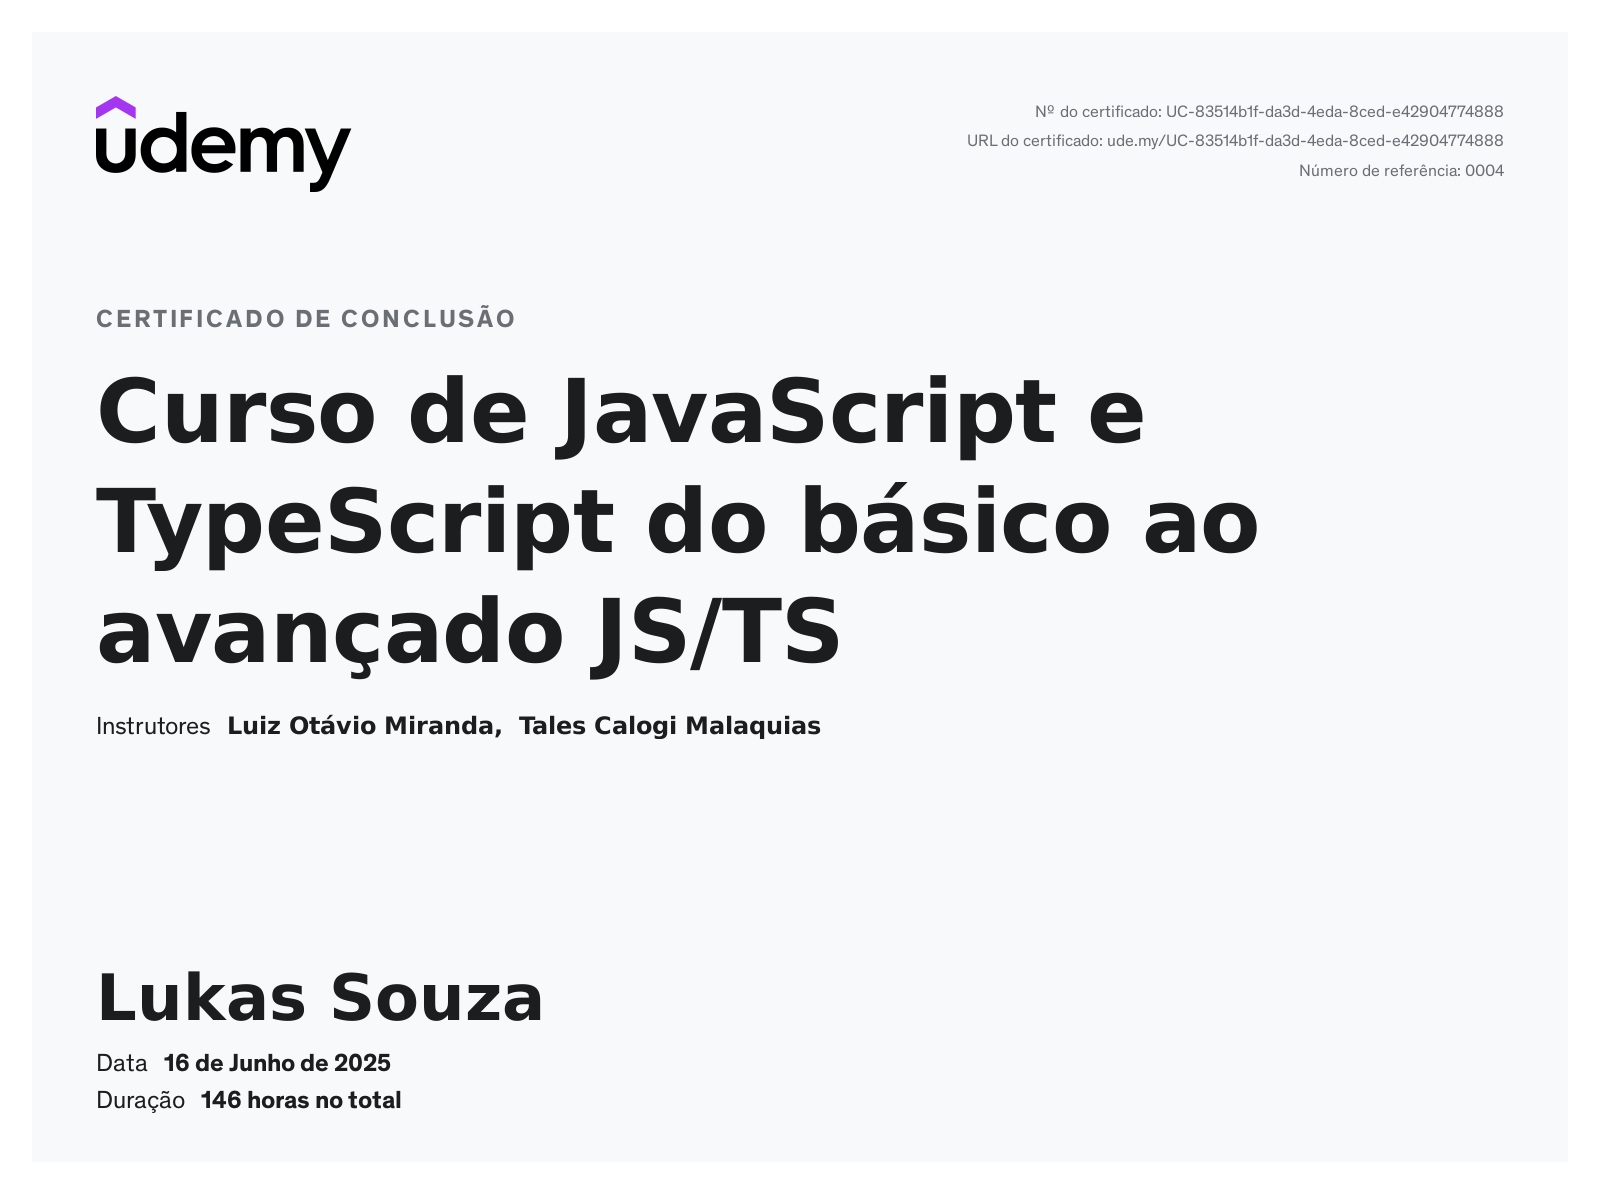 udemy
Nº do certificado: UC-83514b1f-da3d-4eda-8ced-e42904774888
URL do certificado: ude.my/UC-83514b1f-da3d-4eda-8ced-e42904774888
Número de referência: 0004
CERTIFICADO DE CONCLUSÃO
Curso de JavaScript e
TypeScript do básico ao
avançado JS/TS
Instrutores Luiz Otávio Miranda, Tales Calogi Malaquias
Lukas Souza
Data 16 de Junho de 2025
Duração 146 horas no total